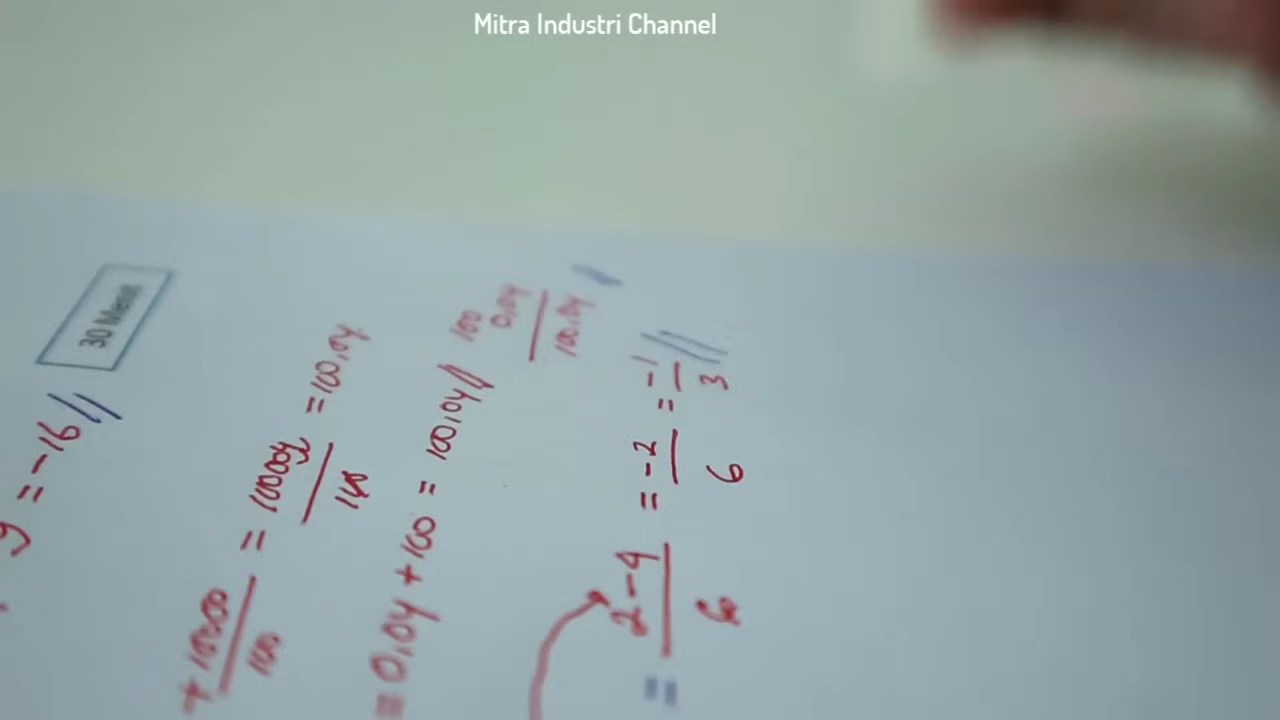 Mitra Industri Channel
30 Menit
y = -16 //
+ 10000/100 = 10004/100 = 100,04
= 0,04 + 100 = 100,04 //
100
0,04
100,04 //
= 2-4/6 = -2/6 = -1/3 //